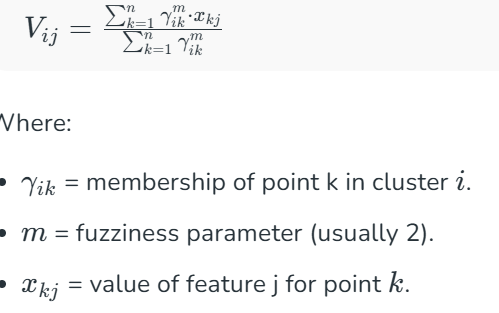 V_{ij} = \frac{\sum_{k=1}^{n} \gamma_{ik}^{m} \cdot x_{kj}}{\sum_{k=1}^{n} \gamma_{ik}^{m}}
Where:
• γ_{ik} = membership of point k in cluster i.
• m = fuzziness parameter (usually 2).
• x_{kj} = value of feature j for point k.